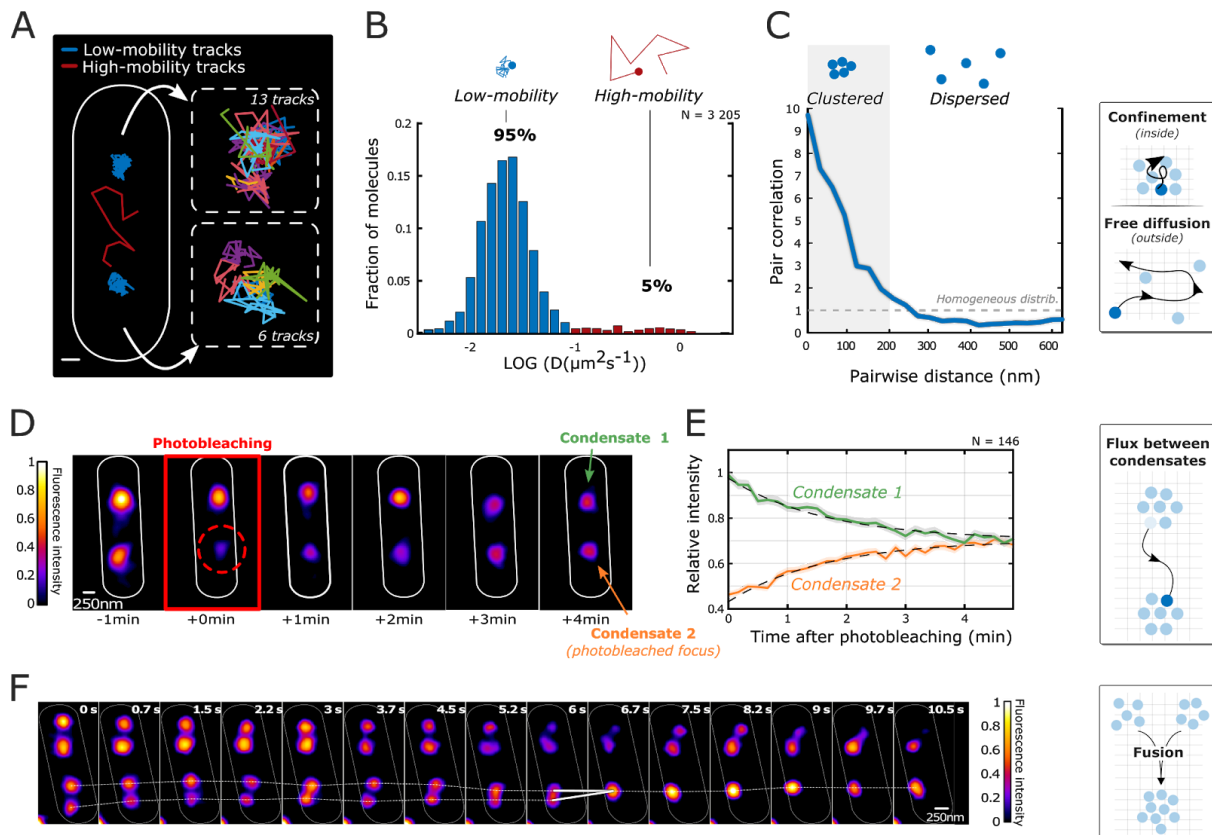 A
Low-mobility tracks
High-mobility tracks
13 tracks
6 tracks
B
Low-mobility
High-mobility
N = 3 205
95%
5%
0.2
0.15
0.1
0.05
0
Fraction of molecules
-2
-1
0
LOG (D(μm²s⁻¹))
C
Clustered
Dispersed
10
9
8
7
6
5
4
3
2
1
0
Pair correlation
Homogeneous distrib.
0
100
200
300
400
500
600
Pairwise distance (nm)
Confinement
(inside)
Free diffusion
(outside)
D
Photobleaching
Condensate 1
1
0.8
0.6
0.4
0.2
0
Fluorescence intensity
250nm
-1min
+0min
+1min
+2min
+3min
+4min
Condensate 2
(photobleached focus)
E
N = 146
1
0.8
0.6
0.4
Relative intensity
Condensate 1
Condensate 2
0
1
2
3
4
Time after photobleaching (min)
Flux between
condensates
F
0 s
0.7 s
1.5 s
2.2 s
3 s
3.7 s
4.5 s
5.2 s
6 s
6.7 s
7.5 s
8.2 s
9 s
9.7 s
10.5 s
250nm
1
0.8
0.6
0.4
0.2
0
Fluorescence intensity
Fusion